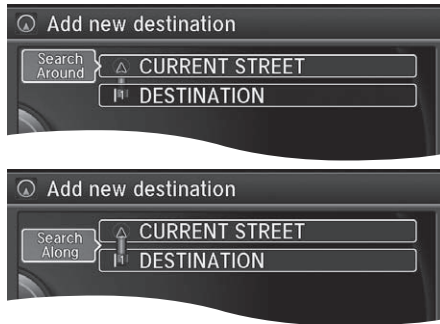 Add new destination
Search
Around
CURRENT STREET
DESTINATION
Add new destination
Search
Along
CURRENT STREET
DESTINATION